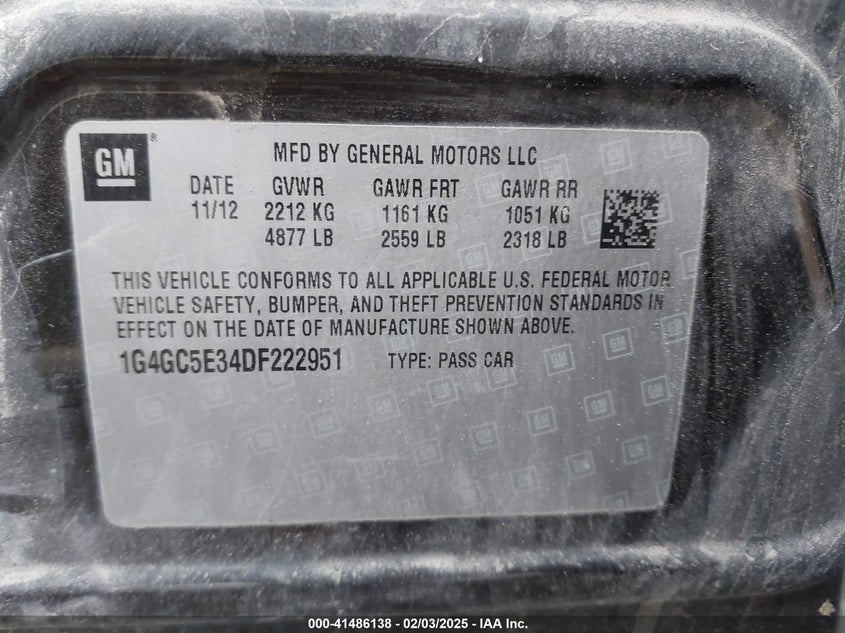 GM
®
MFD BY GENERAL MOTORS LLC
DATE GVWR GAWR FRT GAWR RR
11/12 2212 KG 1161 KG 1051 KG
4877 LB 2559 LB 2318 LB
THIS VEHICLE CONFORMS TO ALL APPLICABLE U.S. FEDERAL MOTOR
VEHICLE SAFETY, BUMPER, AND THEFT PREVENTION STANDARDS IN
EFFECT ON THE DATE OF MANUFACTURE SHOWN ABOVE.
1G4GC5E34DF222951 TYPE: PASS CAR
000-41486138 - 02/03/2025 - IAA Inc.